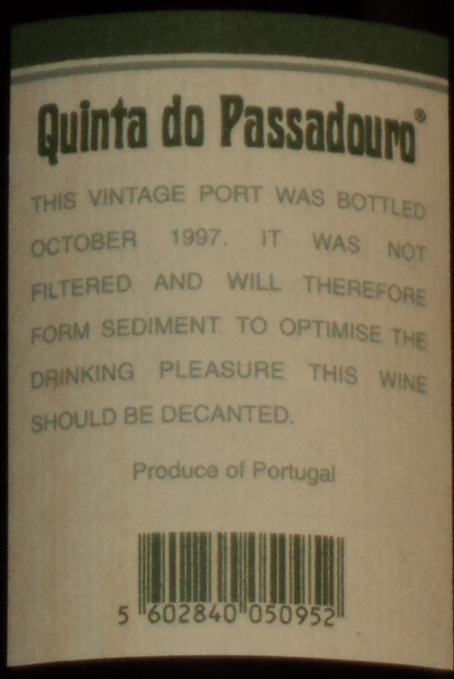 Quinta do Passadouro®
THIS VINTAGE PORT WAS BOTTLED
OCTOBER 1997. IT WAS NOT
FILTERED AND WILL THEREFORE
FORM SEDIMENT. TO OPTIMISE THE
DRINKING PLEASURE THIS WINE
SHOULD BE DECANTED.
Produce of Portugal
5 602840 050952